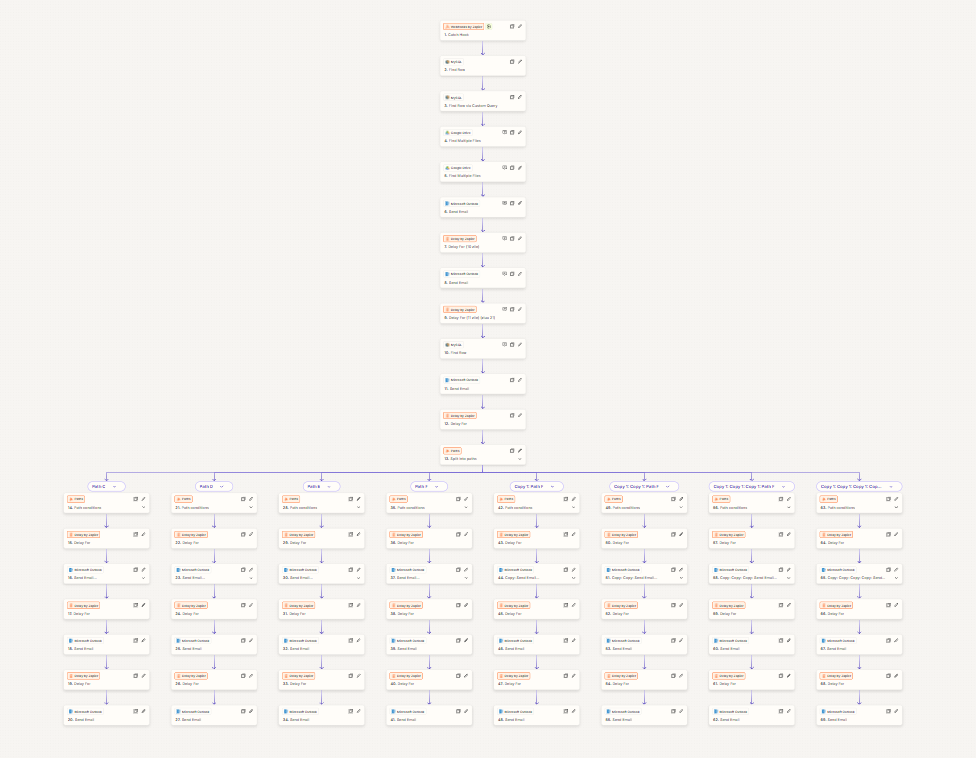 Webhooks by Zapier
1. Catch Hook
MySQL
2. Find Row
MySQL
3. Find Row via Custom Query
Google Drive
4. Find Multiple Files
Google Drive
5. Find Multiple Files
Microsoft Outlook
6. Send Email
Delay by Zapier
Microsoft Outlook
8. Send Email
Delay by Zapier
MySQL
10. Find Row
Microsoft Outlook
11. Send Email
Delay by Zapier
12. Delay For
Paths
13. Split into paths
Path C
Path D
Path E
Path F
Copy 1: Path F
Copy 1: Copy 1: Path F
Copy 1: Copy 1: Copy 1: Path F
Copy 1: Copy 1: Copy 1: Cop...
Paths
Paths
Paths
Paths
Paths
Paths
Paths
Paths
14. Path conditions
21. Path conditions
28. Path conditions
35. Path conditions
42. Path conditions
49. Path conditions
56. Path conditions
63. Path conditions
Delay by Zapier
Delay by Zapier
Delay by Zapier
Delay by Zapier
Delay by Zapier
Delay by Zapier
Delay by Zapier
Delay by Zapier
15. Delay For
22. Delay For
29. Delay For
36. Delay For
43. Delay For
50. Delay For
57. Delay For
64. Delay For
Microsoft Outlook
Microsoft Outlook
Microsoft Outlook
Microsoft Outlook
Microsoft Outlook
Microsoft Outlook
Microsoft Outlook
Microsoft Outlook
16. Send Email...
23. Send Email...
30. Send Email...
37. Send Email...
44. Copy: Send Email...
51. Copy: Copy: Send Email...
58. Copy: Copy: Copy: Send Email...
65. Copy: Copy: Copy: Copy: Send...
Delay by Zapier
Delay by Zapier
Delay by Zapier
Delay by Zapier
Delay by Zapier
Delay by Zapier
Delay by Zapier
Delay by Zapier
17. Delay For
24. Delay For
31. Delay For
38. Delay For
45. Delay For
52. Delay For
59. Delay For
66. Delay For
Microsoft Outlook
Microsoft Outlook
Microsoft Outlook
Microsoft Outlook
Microsoft Outlook
Microsoft Outlook
Microsoft Outlook
Microsoft Outlook
18. Send Email
25. Send Email
32. Send Email
39. Send Email
46. Send Email
53. Send Email
60. Send Email
67. Send Email
Delay by Zapier
Delay by Zapier
Delay by Zapier
Delay by Zapier
Delay by Zapier
Delay by Zapier
Delay by Zapier
Delay by Zapier
19. Delay For
26. Delay For
33. Delay For
40. Delay For
47. Delay For
54. Delay For
61. Delay For
68. Delay For
Microsoft Outlook
Microsoft Outlook
Microsoft Outlook
Microsoft Outlook
Microsoft Outlook
Microsoft Outlook
Microsoft Outlook
Microsoft Outlook
20. Send Email
27. Send Email
34. Send Email
41. Send Email
48. Send Email
55. Send Email
62. Send Email
69. Send Email